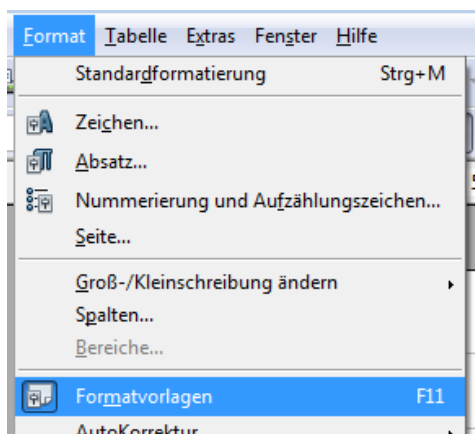 Format Tabelle Extras Fenster Hilfe
Standardformatierung Strg+M
Zeichen...
Absatz...
Nummerierung und Aufzählungszeichen...
Seite...
Groß-/Kleinschreibung ändern
Spalten...
Bereiche...
Formatvorlagen F11
AutoKorrektur